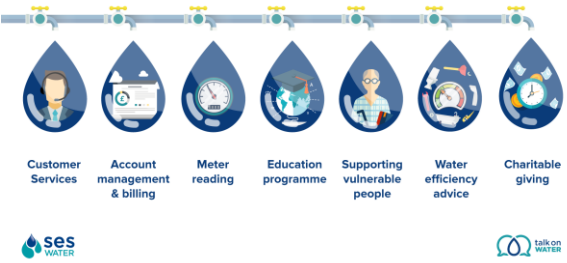 Customer
Services
Account
management
& billing
Meter
reading
Education
programme
Supporting
vulnerable
people
Water
efficiency
advice
Charitable
giving
£
ses
WATER
talk on
WATER